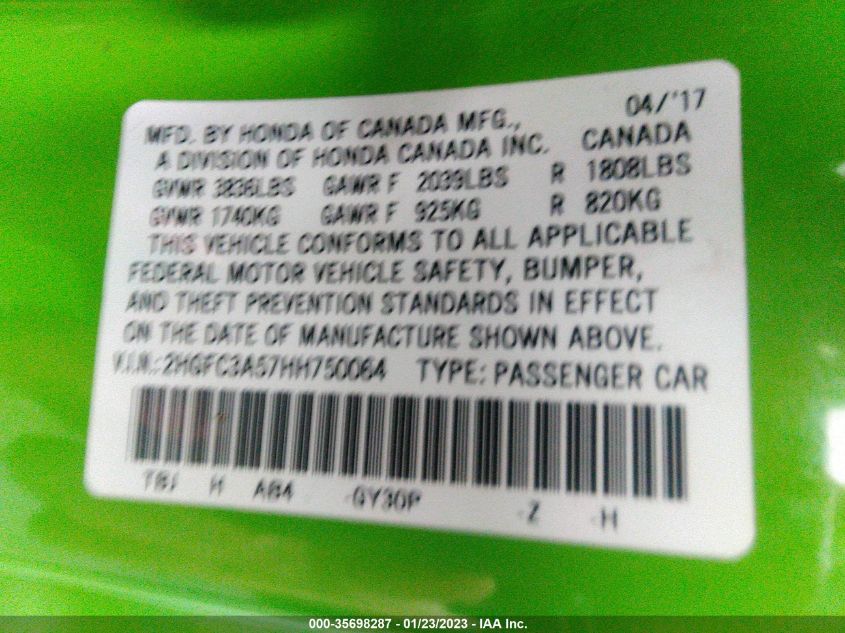 04/'17
MFD. BY HONDA OF CANADA MFG.,
A DIVISION OF HONDA CANADA INC. CANADA
GVWR 3836LBS GAWR F 2039LBS R 1808LBS
GVWR 1740KG GAWR F 925KG R 820KG
THIS VEHICLE CONFORMS TO ALL APPLICABLE
FEDERAL MOTOR VEHICLE SAFETY, BUMPER,
AND THEFT PREVENTION STANDARDS IN EFFECT
ON THE DATE OF MANUFACTURE SHOWN ABOVE.
V.I.N.: 2HGFC3A57HH750064 TYPE: PASSENGER CAR
TBJ H AB4 -GY30P -Z -H
000-35698287 - 01/23/2023 - IAA Inc.